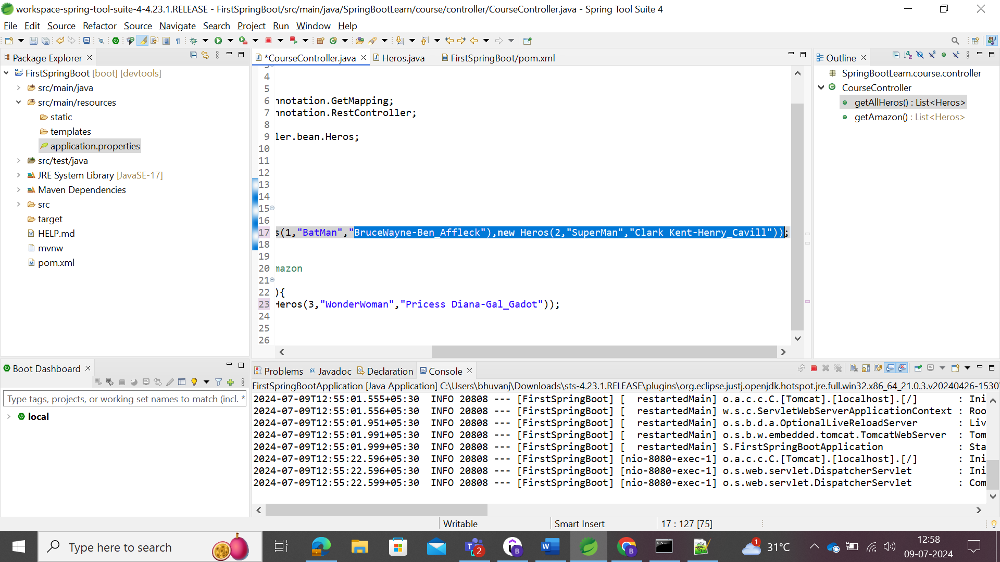 workspace-spring-tool-suite-4-4.23.1.RELEASE - FirstSpringBoot/src/main/java/SpringBootLearn/course/controller/CourseController.java - Spring Tool Suite 4
File Edit Source Refactor Source Navigate Search Project Run Window Help
Package Explorer
FirstSpringBoot [boot] [devtools]
src/main/java
src/main/resources
static
templates
application.properties
src/test/java
JRE System Library [JavaSE-17]
Maven Dependencies
src
target
HELP.md
mvnw
pom.xml
*CourseController.java Heros.java FirstSpringBoot/pom.xml
4
5
6 nnotation.GetMapping;
7 nnotation.RestController;
8
9 ler.bean.Heros;
10
11
12
13
14
15
16
17 s(1,"BatMan","BruceWayne-Ben_Affleck"),new Heros(2,"SuperMan","Clark Kent-Henry_Cavill"));
18
19
20 mazon
21
22 ){
23 Heros(3,"WonderWoman","Pricess Diana-Gal_Gadot"));
24
25
26
Outline
SpringBootLearn.course.controller
CourseController
getAllHeros() : List<Heros>
getAmazon() : List<Heros>
Boot Dashboard
Type tags, projects, or working set names to match (incl. *
local
Problems Javadoc Declaration Console
FirstSpringBootApplication [Java Application] C:\Users\bhuvanj\Downloads\sts-4.23.1.RELEASE\plugins\org.eclipse.justj.openjdk.hotspot.jre.full.win32.x86_64_21.0.3.v20240426-1530\
2024-07-09T12:55:01.555+05:30 INFO 20808 --- [FirstSpringBoot] [ restartedMain] o.a.c.c.C.[Tomcat].[localhost].[/] : Ini
2024-07-09T12:55:01.556+05:30 INFO 20808 --- [FirstSpringBoot] [ restartedMain] w.s.c.ServletWebServerApplicationContext : Roo
2024-07-09T12:55:01.951+05:30 INFO 20808 --- [FirstSpringBoot] [ restartedMain] o.s.b.d.a.OptionalLiveReloadServer : Liv
2024-07-09T12:55:01.991+05:30 INFO 20808 --- [FirstSpringBoot] [ restartedMain] o.s.b.w.embedded.tomcat.TomcatWebServer : Tom
2024-07-09T12:55:01.999+05:30 INFO 20808 --- [FirstSpringBoot] [ restartedMain] S.FirstSpringBootApplication : Sta
2024-07-09T12:55:22.596+05:30 INFO 20808 --- [FirstSpringBoot] [nio-8080-exec-1] o.a.c.c.C.[Tomcat].[localhost].[/] : Ini
2024-07-09T12:55:22.596+05:30 INFO 20808 --- [FirstSpringBoot] [nio-8080-exec-1] o.s.web.servlet.DispatcherServlet : Ini
2024-07-09T12:55:22.599+05:30 INFO 20808 --- [FirstSpringBoot] [nio-8080-exec-1] o.s.web.servlet.DispatcherServlet : Com
Writable Smart Insert 17 : 127 [75]
Type here to search
2
1
31°C
12:58
09-07-2024